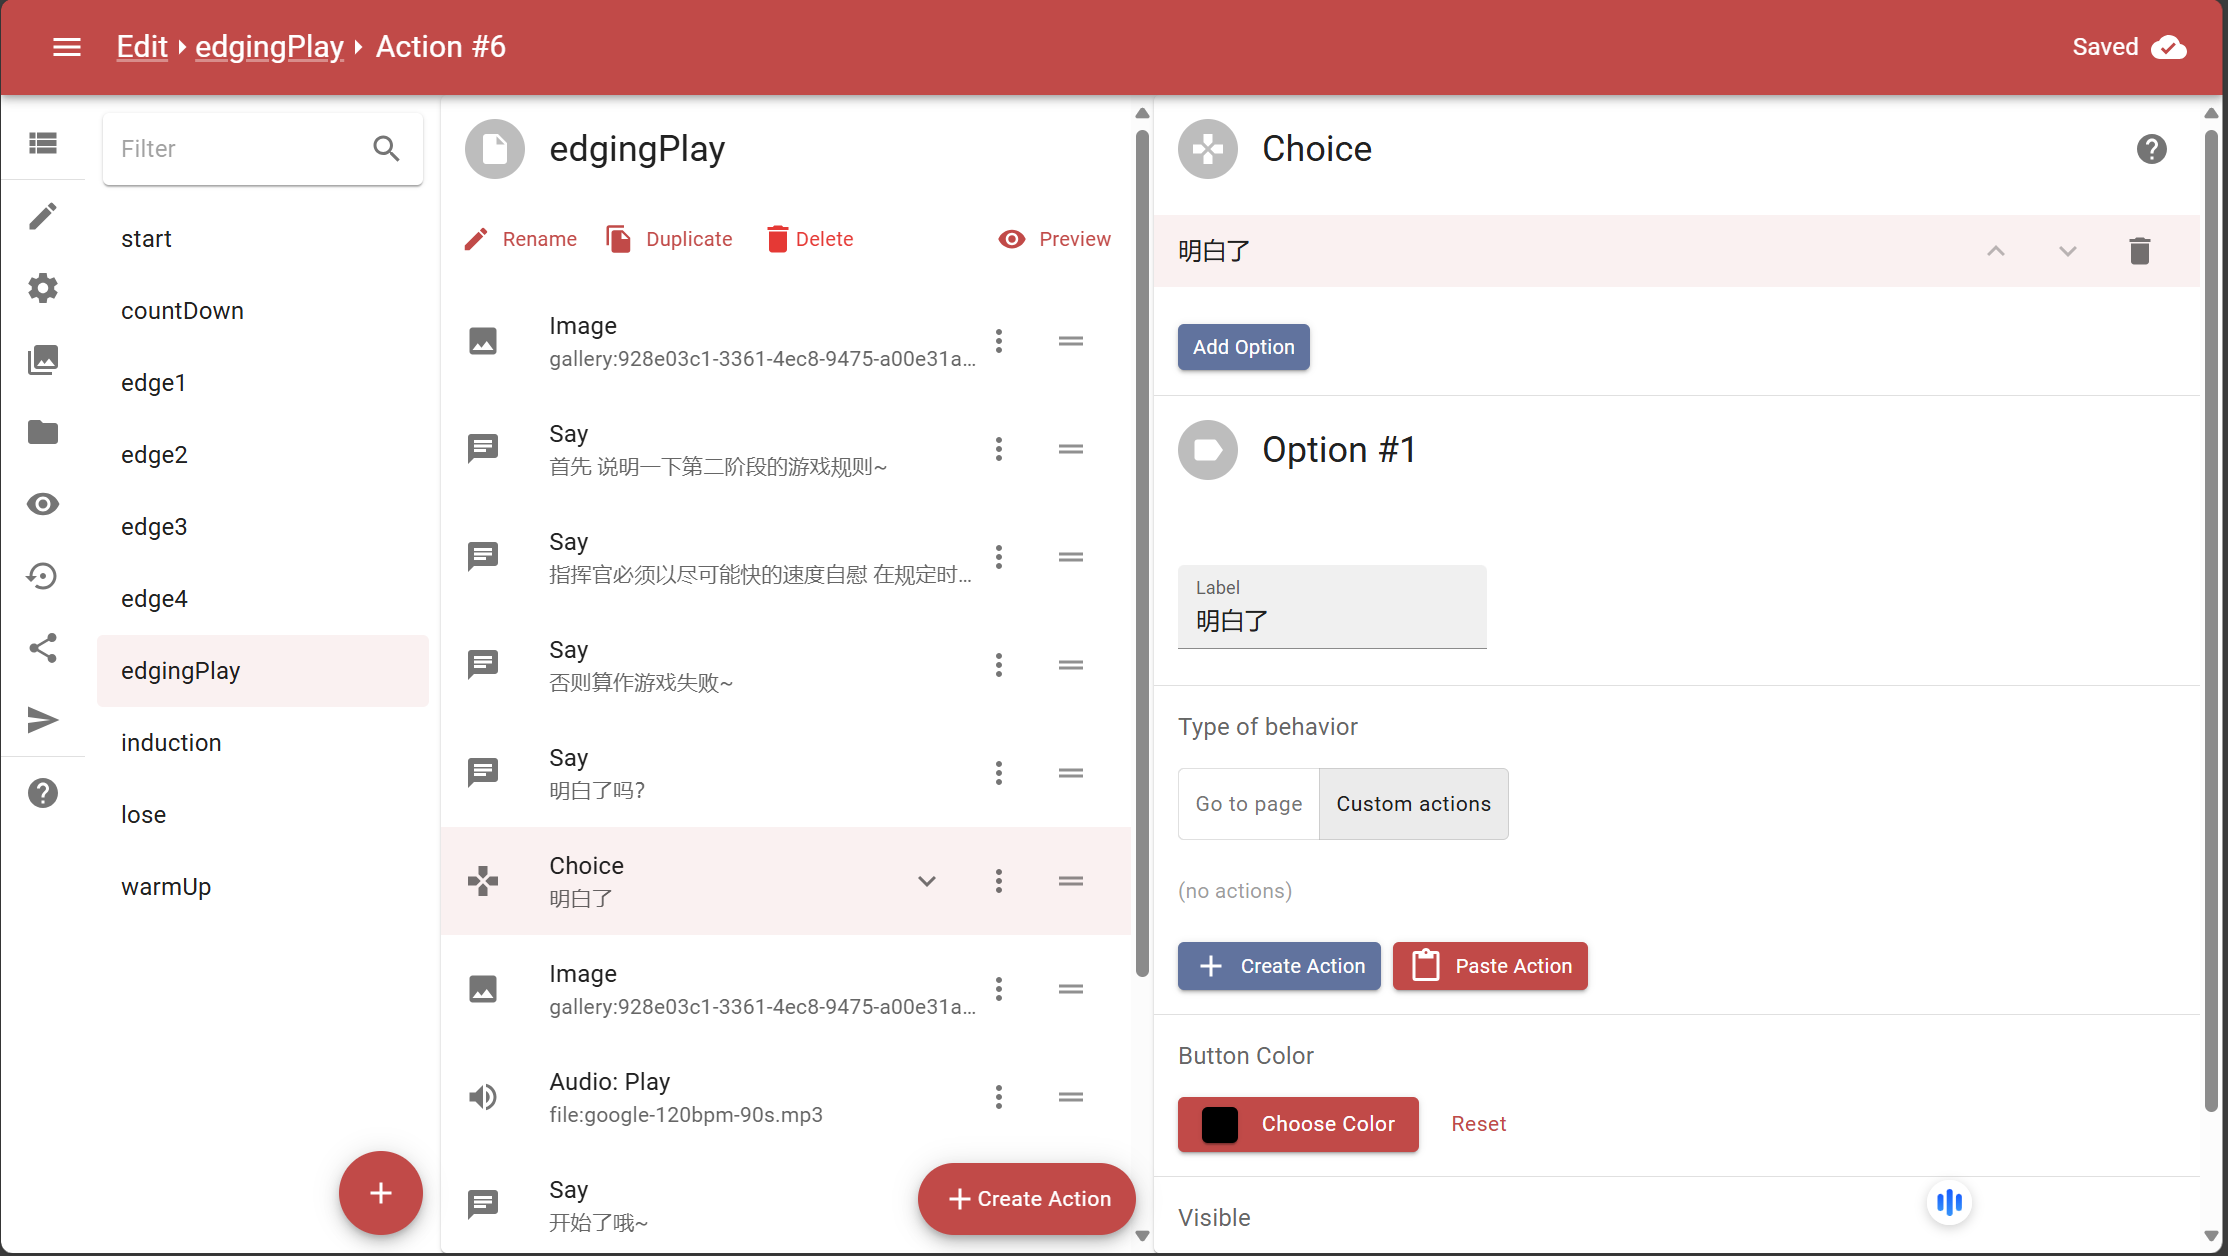 Edit edgingPlay Action #6
Saved
Filter
start
countDown
edge1
edge2
edge3
edge4
edgingPlay
induction
lose
warmUp
edgingPlay
Rename Duplicate Delete Preview
Image
gallery:928e03c1-3361-4ec8-9475-a00e31a...
Say
首先 说明一下第二阶段的游戏规则~
Say
指挥官必须以尽可能快的速度自慰 在规定时...
Say
否则算作游戏失败~
Say
明白了吗?
Choice
明白了
Image
gallery:928e03c1-3361-4ec8-9475-a00e31a...
Audio: Play
file:google-120bpm-90s.mp3
Say
开始了哦~
Create Action
Choice
明白了
Add Option
Option #1
Label
明白了
Type of behavior
Go to page Custom actions
(no actions)
Create Action Paste Action
Button Color
Choose Color Reset
Visible